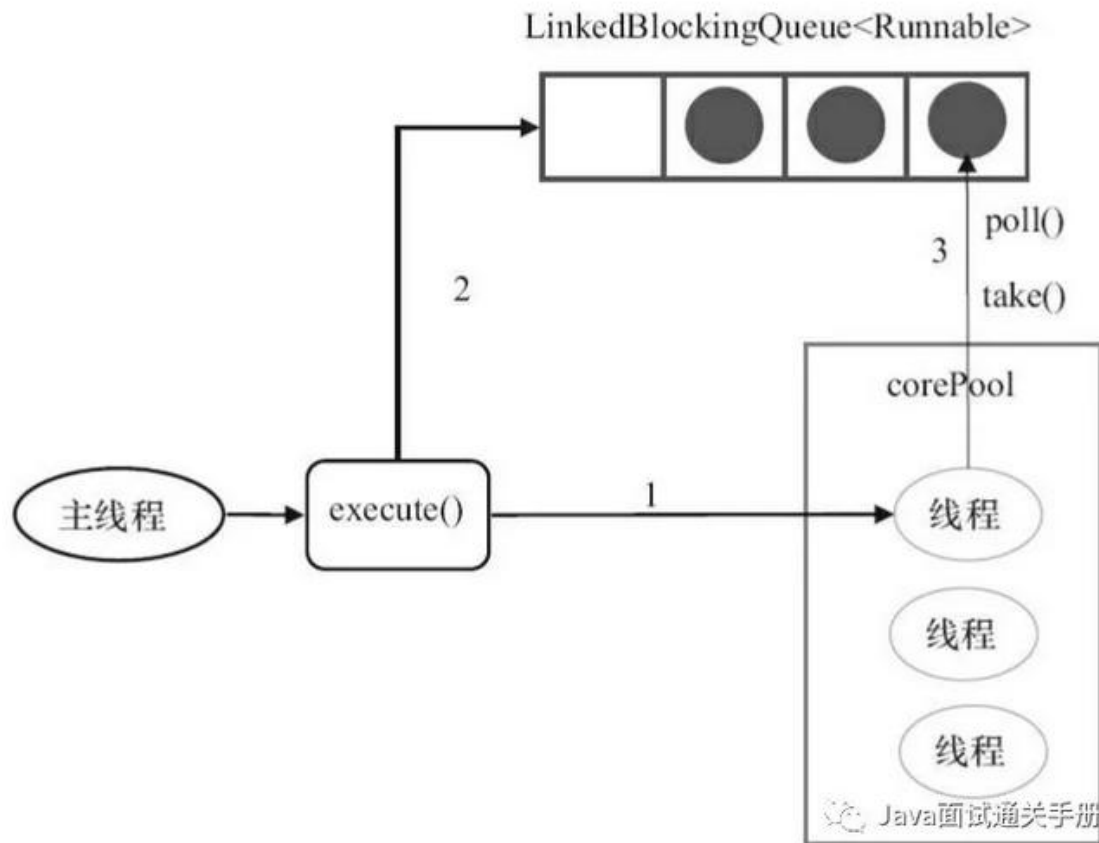 LinkedBlockingQueue<Runnable>
poll()
3
2
take()
corePool
主线程
execute()
1
线程
线程
线程
Java面试通关手册